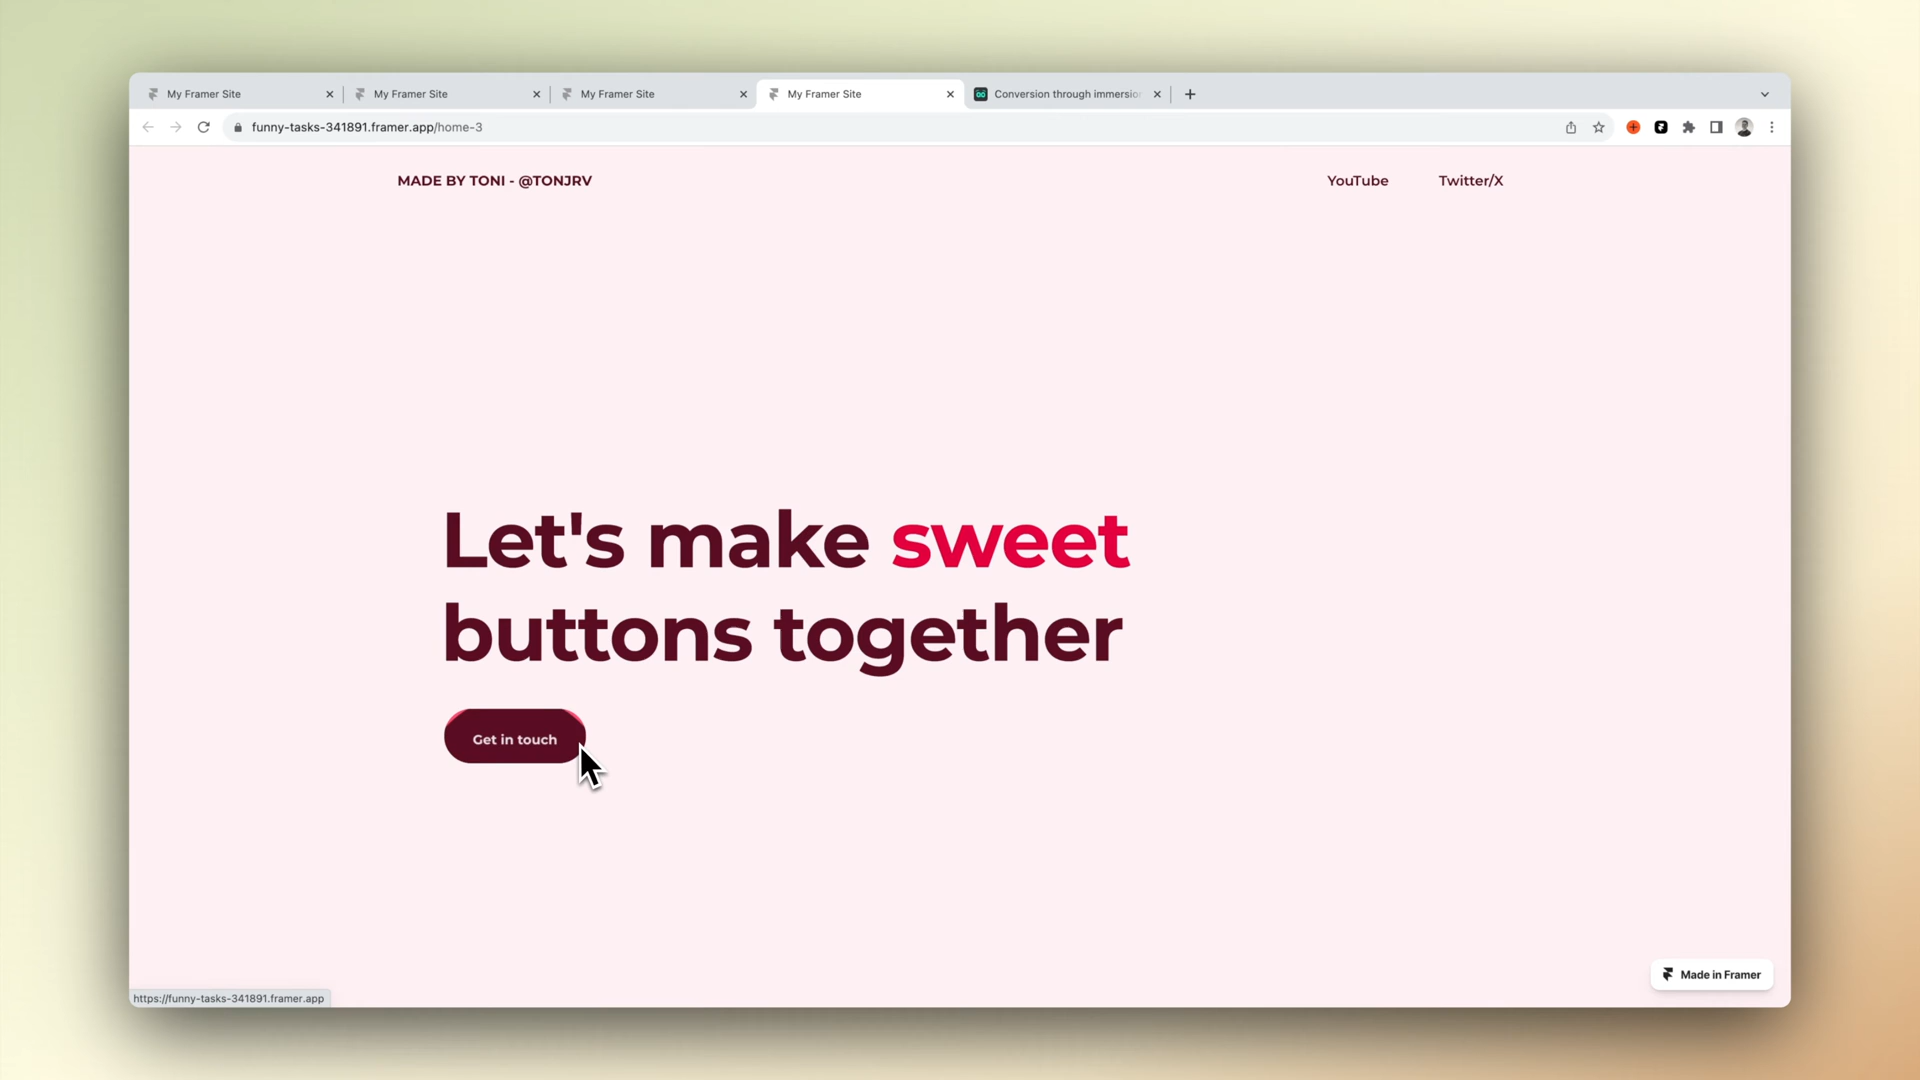 My Framer Site
My Framer Site
My Framer Site
My Framer Site
Conversion through immersio
funny-tasks-341891.framer.app/home-3
MADE BY TONI - @TONJRV
YouTube
Twitter/X
Let's make sweet
buttons together
Get in touch
Made in Framer
https://funny-tasks-341891.framer.app